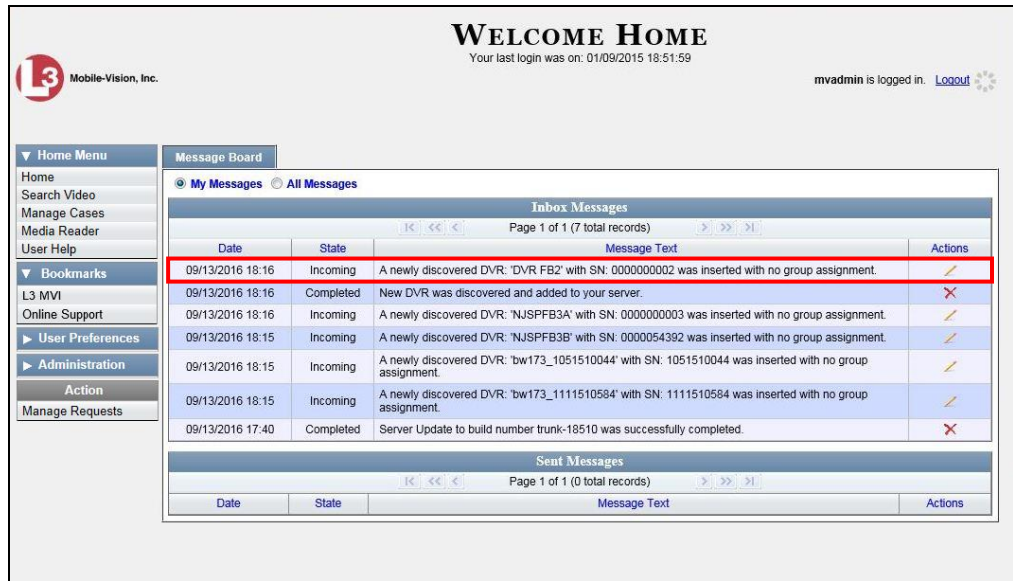 WELCOME HOME
Your last login was on: 01/09/2015 18:51:59
L3 Mobile-Vision, Inc.
mvadmin is logged in. Logout
▼ Home Menu
Home
Search Video
Manage Cases
Media Reader
User Help
▼ Bookmarks
L3 MVI
Online Support
▶ User Preferences
▶ Administration
Action
Manage Requests
Message Board
My Messages All Messages
Inbox Messages
|< << < Page 1 of 1 (7 total records) > >> >|
Date State Message Text Actions
09/13/2016 18:16 Incoming A newly discovered DVR: 'DVR FB2' with SN: 0000000002 was inserted with no group assignment.
09/13/2016 18:16 Completed New DVR was discovered and added to your server.
09/13/2016 18:16 Incoming A newly discovered DVR: 'NJSPFB3A' with SN: 0000000003 was inserted with no group assignment.
09/13/2016 18:15 Incoming A newly discovered DVR: 'NJSPFB3B' with SN: 0000054392 was inserted with no group assignment.
09/13/2016 18:15 Incoming A newly discovered DVR: 'bw173_1051510044' with SN: 1051510044 was inserted with no group
assignment.
09/13/2016 18:15 Incoming A newly discovered DVR: 'bw173_1111510584' with SN: 1111510584 was inserted with no group
assignment.
09/13/2016 17:40 Completed Server Update to build number trunk-18510 was successfully completed.
Sent Messages
|< << < Page 1 of 1 (0 total records) > >> >|
Date State Message Text Actions